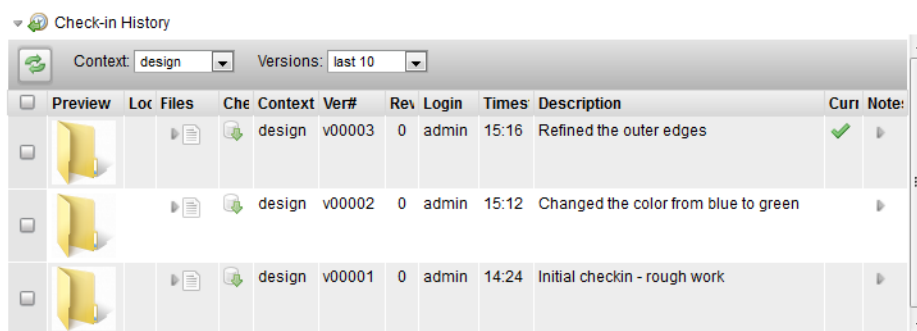 Check-in History
Context: design Versions: last 10
Preview Loc Files Che Context Ver# Rev Login Times Description Curr Notes
design v00003 0 admin 15:16 Refined the outer edges
design v00002 0 admin 15:12 Changed the color from blue to green
design v00001 0 admin 14:24 Initial checkin - rough work